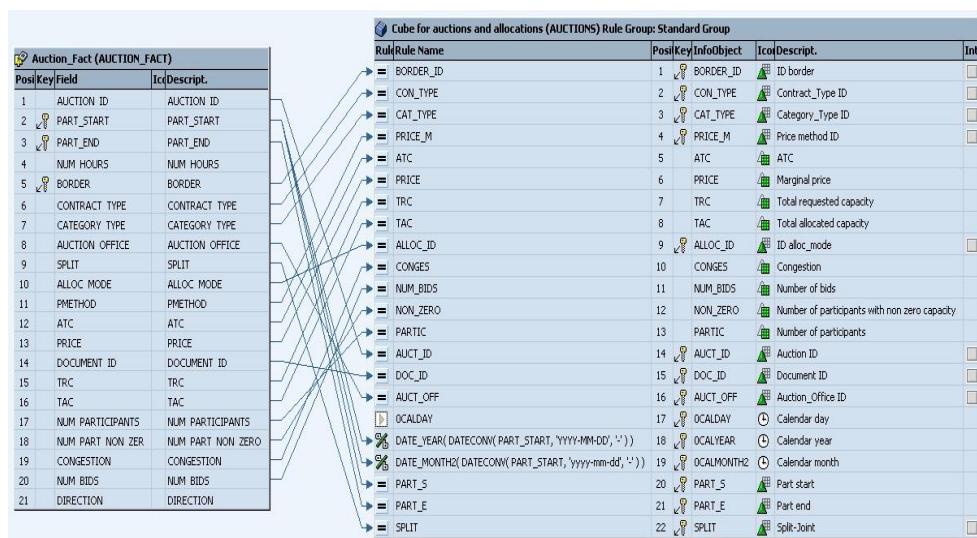 Auction_Fact (AUCTION_FACT)
Posi Key Field Ico Descript.
1 AUCTION ID AUCTION ID
2 PART_START PART_START
3 PART_END PART_END
4 NUM HOURS NUM HOURS
5 BORDER BORDER
6 CONTRACT TYPE CONTRACT TYPE
7 CATEGORY TYPE CATEGORY TYPE
8 AUCTION OFFICE AUCTION OFFICE
9 SPLIT SPLIT
10 ALLOC MODE ALLOC MODE
11 PMETHOD PMETHOD
12 ATC ATC
13 PRICE PRICE
14 DOCUMENT ID DOCUMENT ID
15 TRC TRC
16 TAC TAC
17 NUM PARTICIPANTS NUM PARTICIPANTS
18 NUM PART NON ZER NUM PART NON ZERO
19 CONGESTION CONGESTION
20 NUM BIDS NUM BIDS
21 DIRECTION DIRECTION
Cube for auctions and allocations (AUCTIONS) Rule Group: Standard Group
Rule Rule Name Posi Key InfoObject Ico Descript. Int
BORDER_ID 1 BORDER_ID ID border
CON_TYPE 2 CON_TYPE Contract_Type ID
CAT_TYPE 3 CAT_TYPE Category_Type ID
PRICE_M 4 PRICE_M Price method ID
ATC 5 ATC ATC
PRICE 6 PRICE Marginal price
TRC 7 TRC Total requested capacity
TAC 8 TAC Total allocated capacity
ALLOC_ID 9 ALLOC_ID ID alloc_mode
CONGES 10 CONGES Congestion
NUM_BIDS 11 NUM_BIDS Number of bids
NON_ZERO 12 NON_ZERO Number of participants with non zero capacity
PARTIC 13 PARTIC Number of participants
AUCT_ID 14 AUCT_ID Auction ID
DOC_ID 15 DOC_ID Document ID
AUCT_OFF 16 AUCT_OFF Auction_Office ID
0CALDAY 17 0CALDAY Calendar day
DATE_YEAR( DATECONV( PART_START, 'YYYY-MM-DD', '-' ) ) 18 0CALYEAR Calendar year
DATE_MONTH2( DATECONV( PART_START, 'yyyy-mm-dd', '-' ) ) 19 0CALMONTH2 Calendar month
PART_S 20 PART_S Part start
PART_E 21 PART_E Part end
SPLIT 22 SPLIT Split-Joint